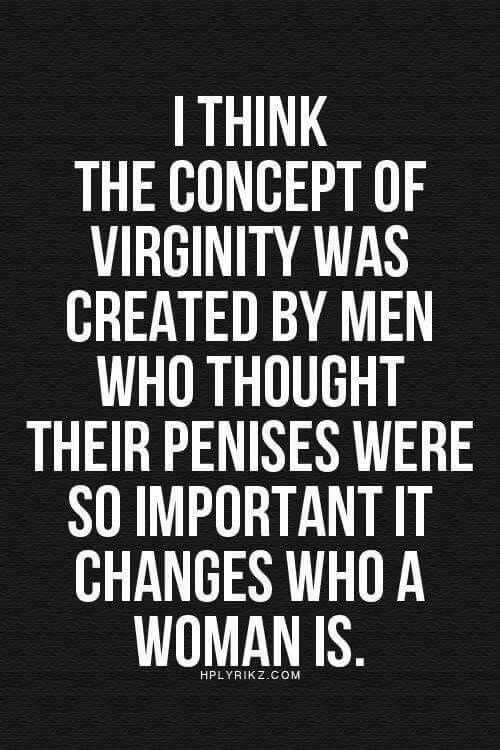 I THINK
THE CONCEPT OF
VIRGINITY WAS
CREATED BY MEN
WHO THOUGHT
THEIR PENISES WERE
SO IMPORTANT IT
CHANGES WHO A
WOMAN IS.
HPLYRIKZ.COM